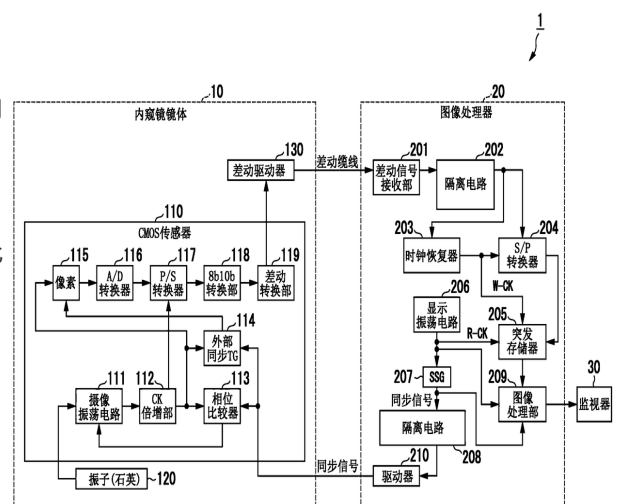 1
10
内窥镜镜体
20
图像处理器
130
差动驱动器
差动缆线
201
差动信号
接收部
202
隔离电路
110
CMOS传感器
115
像素
116
A/D
转换器
117
P/S
转换器
118
8b10b
转换部
119
差动
转换部
203
时钟恢复器
204
S/P
转换器
W-CK
206
显示
振荡电路
R-CK
205
突发
存储器
114
外部
同步TG
111
摄像
振荡电路
112
CK
倍增部
113
相位
比较器
207
SSG
同步信号
209
图像
处理部
30
监视器
隔离电路
208
振子(石英)
120
同步信号
210
驱动器